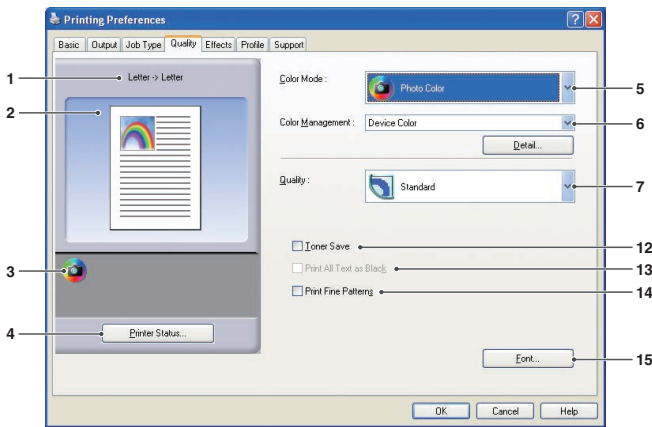 Printing Preferences
Basic Output Job Type Quality Effects Profile Support
1
Letter -> Letter
2
3
4
Printer Status...
Color Mode :
Photo Color
5
Color Management :
Device Color
6
Detail...
Quality :
Standard
7
Toner Save
12
Print All Text as Black
13
Print Fine Patterns
14
Font...
15
OK Cancel Help